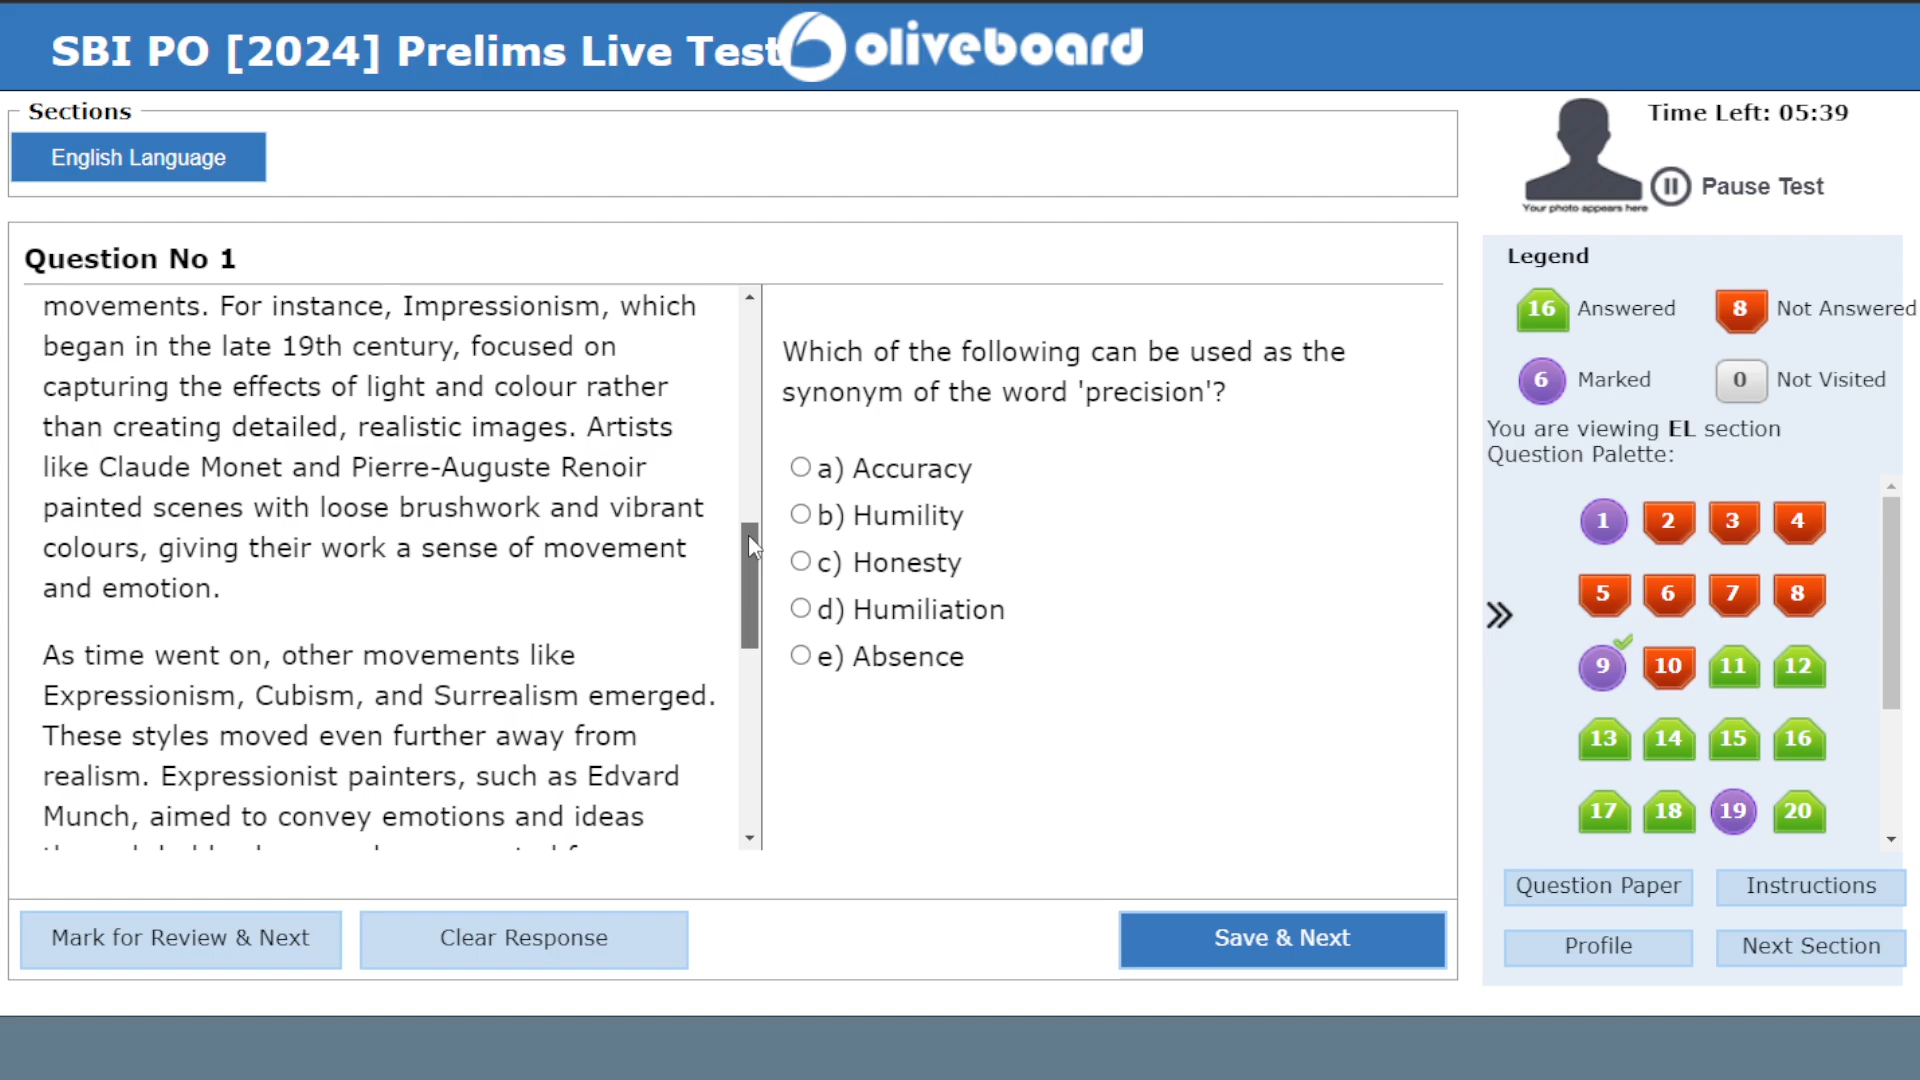 SBI PO [2024] Prelims Live Test
oliveboard
Sections
English Language
Time Left: 05:39
Your photo appears here
Pause Test
Question No 1
movements. For instance, Impressionism, which
began in the late 19th century, focused on
capturing the effects of light and colour rather
than creating detailed, realistic images. Artists
like Claude Monet and Pierre-Auguste Renoir
painted scenes with loose brushwork and vibrant
colours, giving their work a sense of movement
and emotion.
As time went on, other movements like
Expressionism, Cubism, and Surrealism emerged.
These styles moved even further away from
realism. Expressionist painters, such as Edvard
Munch, aimed to convey emotions and ideas
Which of the following can be used as the
synonym of the word 'precision'?
a) Accuracy
b) Humility
c) Honesty
d) Humiliation
e) Absence
Legend
16 Answered
8 Not Answered
6 Marked
0 Not Visited
You are viewing EL section
Question Palette:
1 2 3 4
5 6 7 8
9 10 11 12
13 14 15 16
17 18 19 20
Question Paper
Instructions
Profile
Next Section
Mark for Review & Next
Clear Response
Save & Next